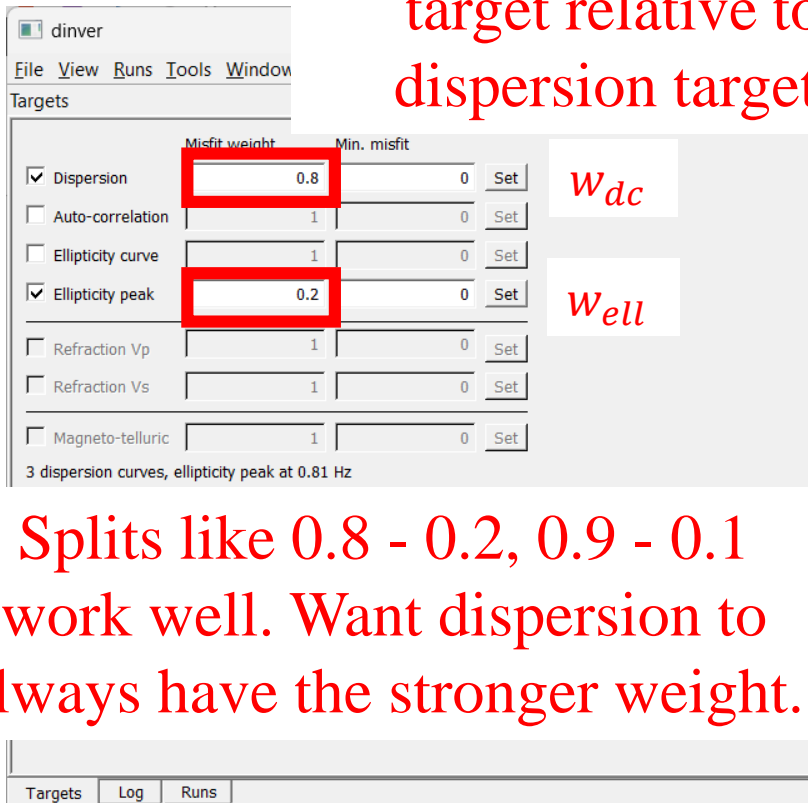 target relative to
dispersion target
dinver
File View Runs Tools Window
Targets
Misfit weight Min. misfit
Dispersion 0.8 0 Set
w_dc
Auto-correlation 1 0 Set
Ellipticity curve 1 0 Set
Ellipticity peak 0.2 0 Set
w_ell
Refraction Vp 1 0 Set
Refraction Vs 1 0 Set
Magneto-telluric 1 0 Set
3 dispersion curves, ellipticity peak at 0.81 Hz
Splits like 0.8 - 0.2, 0.9 - 0.1
work well. Want dispersion to
lways have the stronger weight.
Targets Log Runs